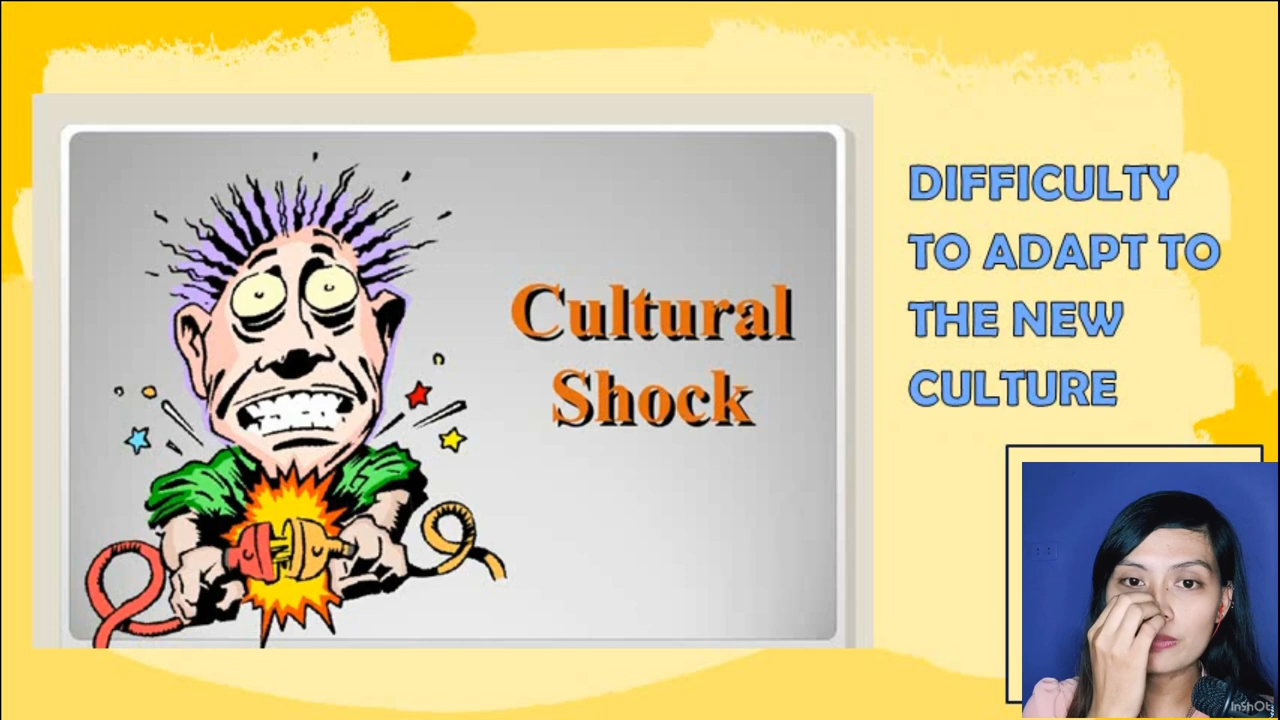 Cultural
Shock
DIFFICULTY
TO ADAPT TO
THE NEW
CULTURE
InShOt